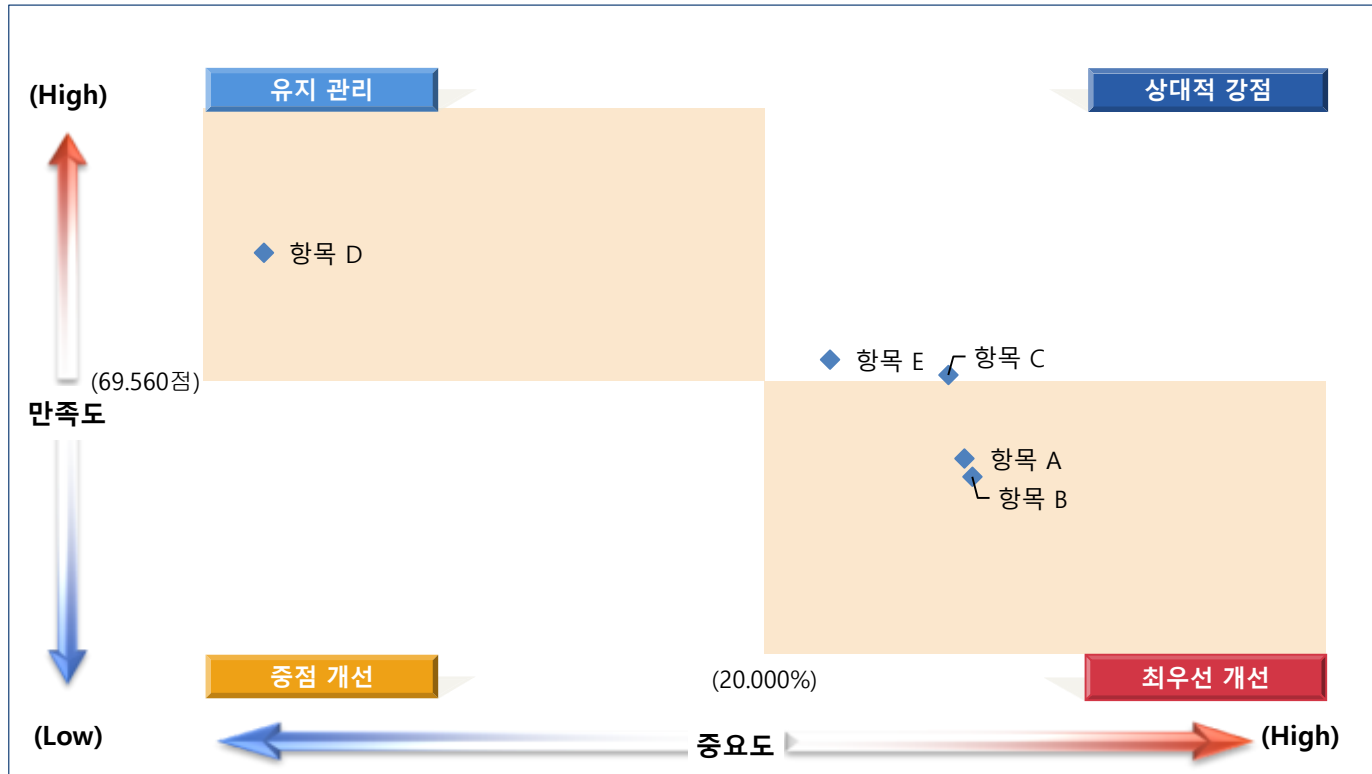 (High)
유지 관리
상대적 강점
항목 D
항목 E
항목 C
(69.560점)
만족도
항목 A
항목 B
중점 개선
(20.000%)
최우선 개선
(Low)
중요도
(High)